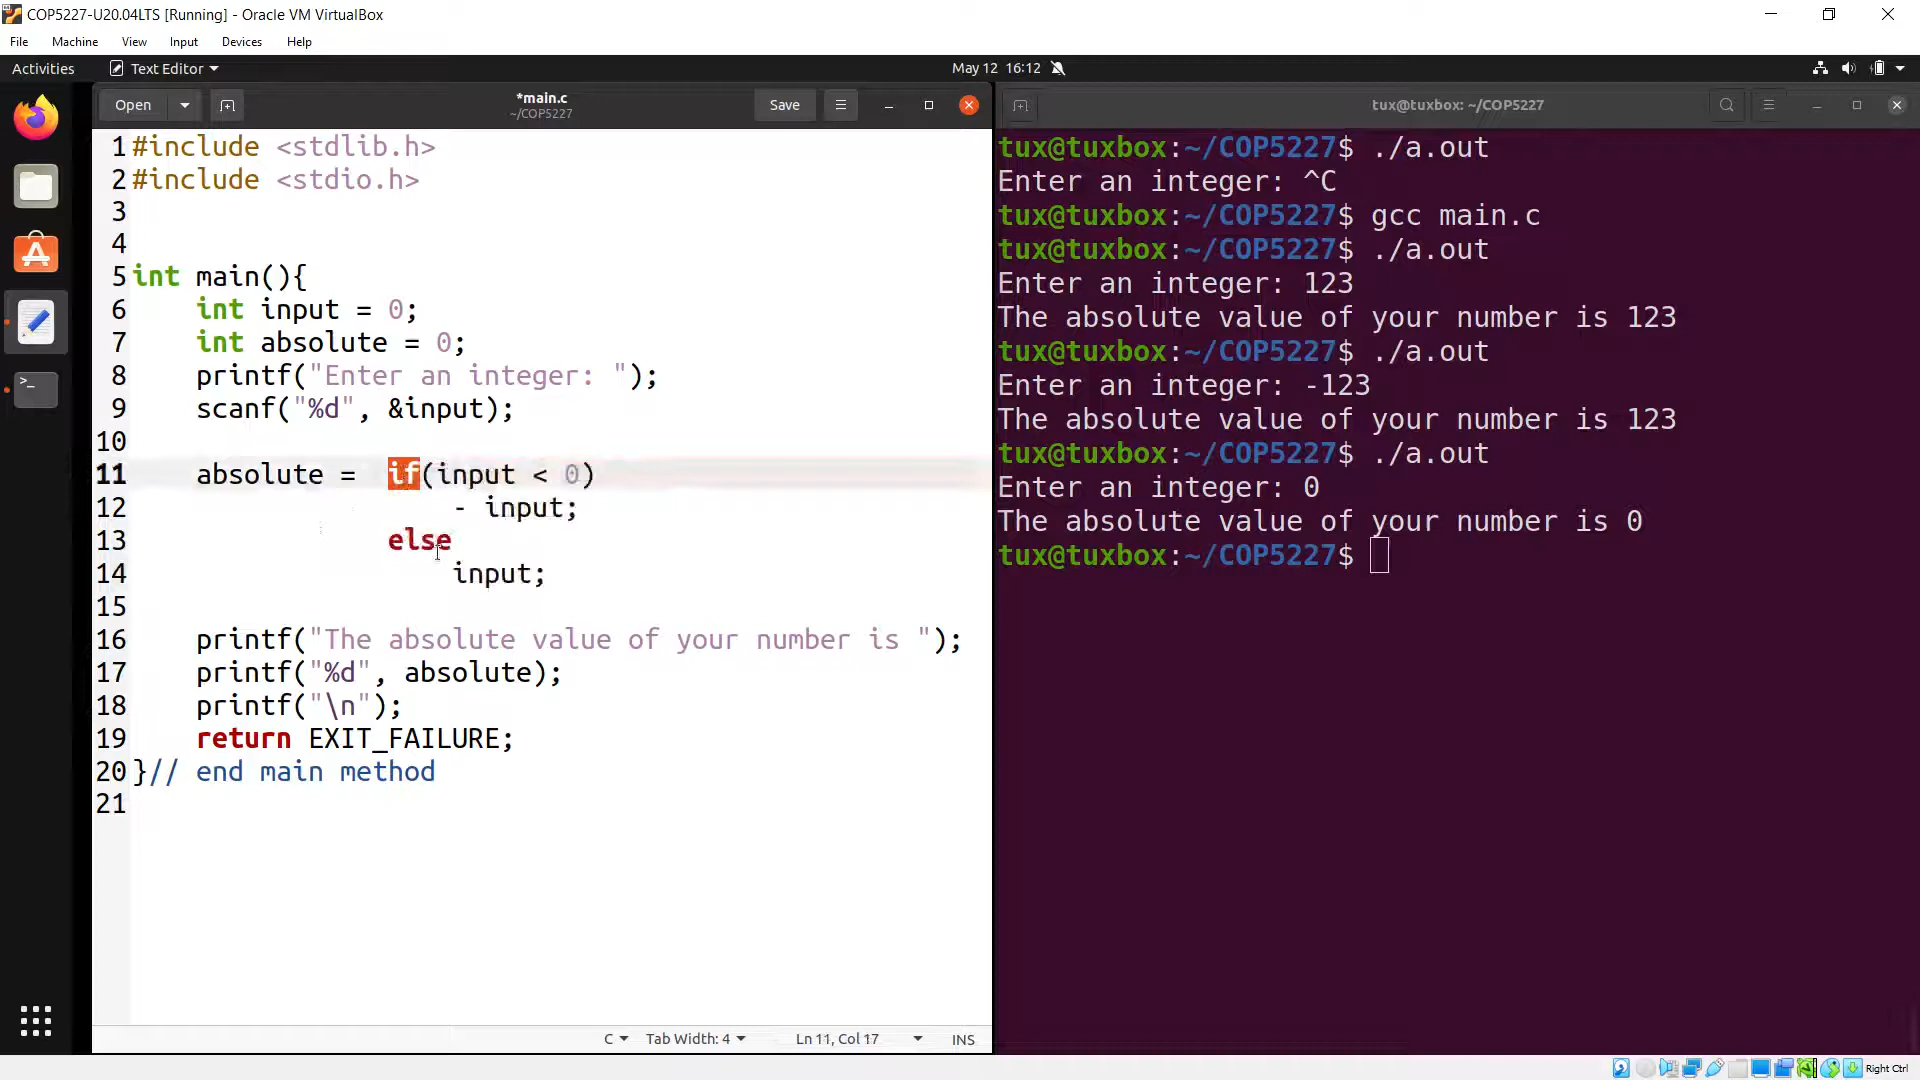 COP5227-U20.04LTS [Running] - Oracle VM VirtualBox
File Machine View Input Devices Help
Activities Text Editor May 12 16:12
Open *main.c Save
~/COP5227
1 #include <stdlib.h>
2 #include <stdio.h>
3
4
5 int main(){
6 int input = 0;
7 int absolute = 0;
8 printf("Enter an integer: ");
9 scanf("%d", &input);
10
11 absolute = if(input < 0)
12 - input;
13 else
14 input;
15
16 printf("The absolute value of your number is ");
17 printf("%d", absolute);
18 printf("\n");
19 return EXIT_FAILURE;
20 }// end main method
21
C Tab Width: 4 Ln 11, Col 17 INS
tux@tuxbox: ~/COP5227
tux@tuxbox:~/COP5227$ ./a.out
Enter an integer: ^C
tux@tuxbox:~/COP5227$ gcc main.c
tux@tuxbox:~/COP5227$ ./a.out
Enter an integer: 123
The absolute value of your number is 123
tux@tuxbox:~/COP5227$ ./a.out
Enter an integer: -123
The absolute value of your number is 123
tux@tuxbox:~/COP5227$ ./a.out
Enter an integer: 0
The absolute value of your number is 0
tux@tuxbox:~/COP5227$
Right Ctrl